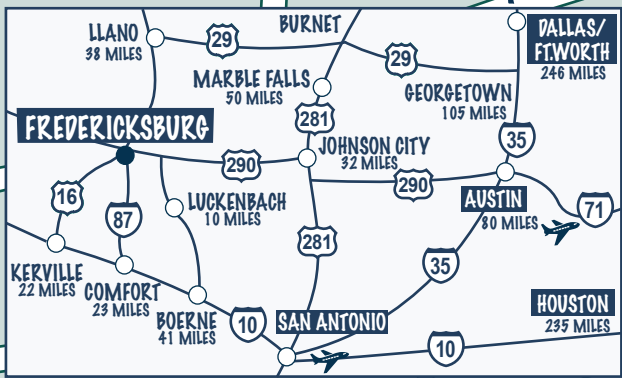 LLANO
38 MILES
29
BURNET
29
DALLAS/
FT.WORTH
246 MILES
MARBLE FALLS
50 MILES
GEORGETOWN
105 MILES
281
35
FREDERICKSBURG
JOHNSON CITY
32 MILES
290
290
16
87
LUCKENBACH
10 MILES
AUSTIN
80 MILES
71
281
35
KERVILLE
22 MILES
COMFORT
23 MILES
BOERNE
41 MILES
10
SAN ANTONIO
10
HOUSTON
235 MILES